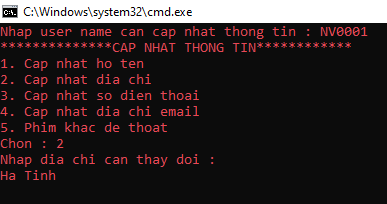 C:\Windows\system32\cmd.exe
Nhap user name can cap nhat thong tin : NV0001
**************CAP NHAT THONG TIN************
1. Cap nhat ho ten
2. Cap nhat dia chi
3. Cap nhat so dien thoai
4. Cap nhat dia chi email
5. Phim khac de thoat
Chon : 2
Nhap dia chi can thay doi :
Ha Tinh